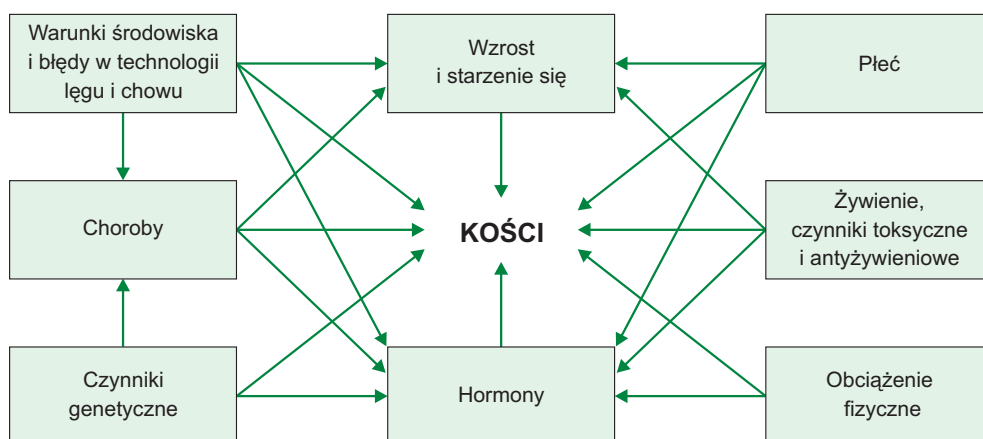 Warunki środowiska
i błędy w technologii
lęgu i chowu
Wzrost
i starzenie się
Płeć
Choroby
KOŚCI
Żywienie,
czynniki toksyczne
i antyżywieniowe
Czynniki
genetyczne
Hormony
Obciążenie
fizyczne